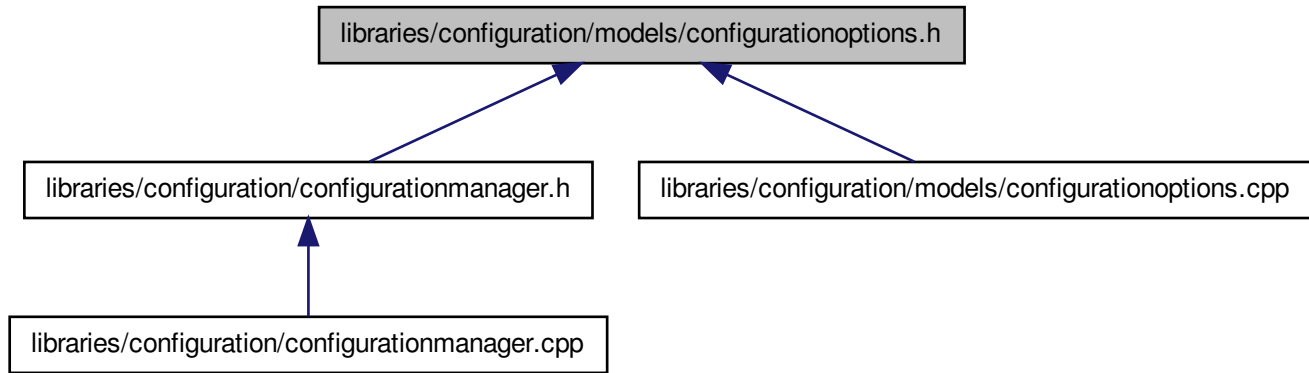 libraries/configuration/models/configurationoptions.h
libraries/configuration/configurationmanager.h
libraries/configuration/models/configurationoptions.cpp
libraries/configuration/configurationmanager.cpp